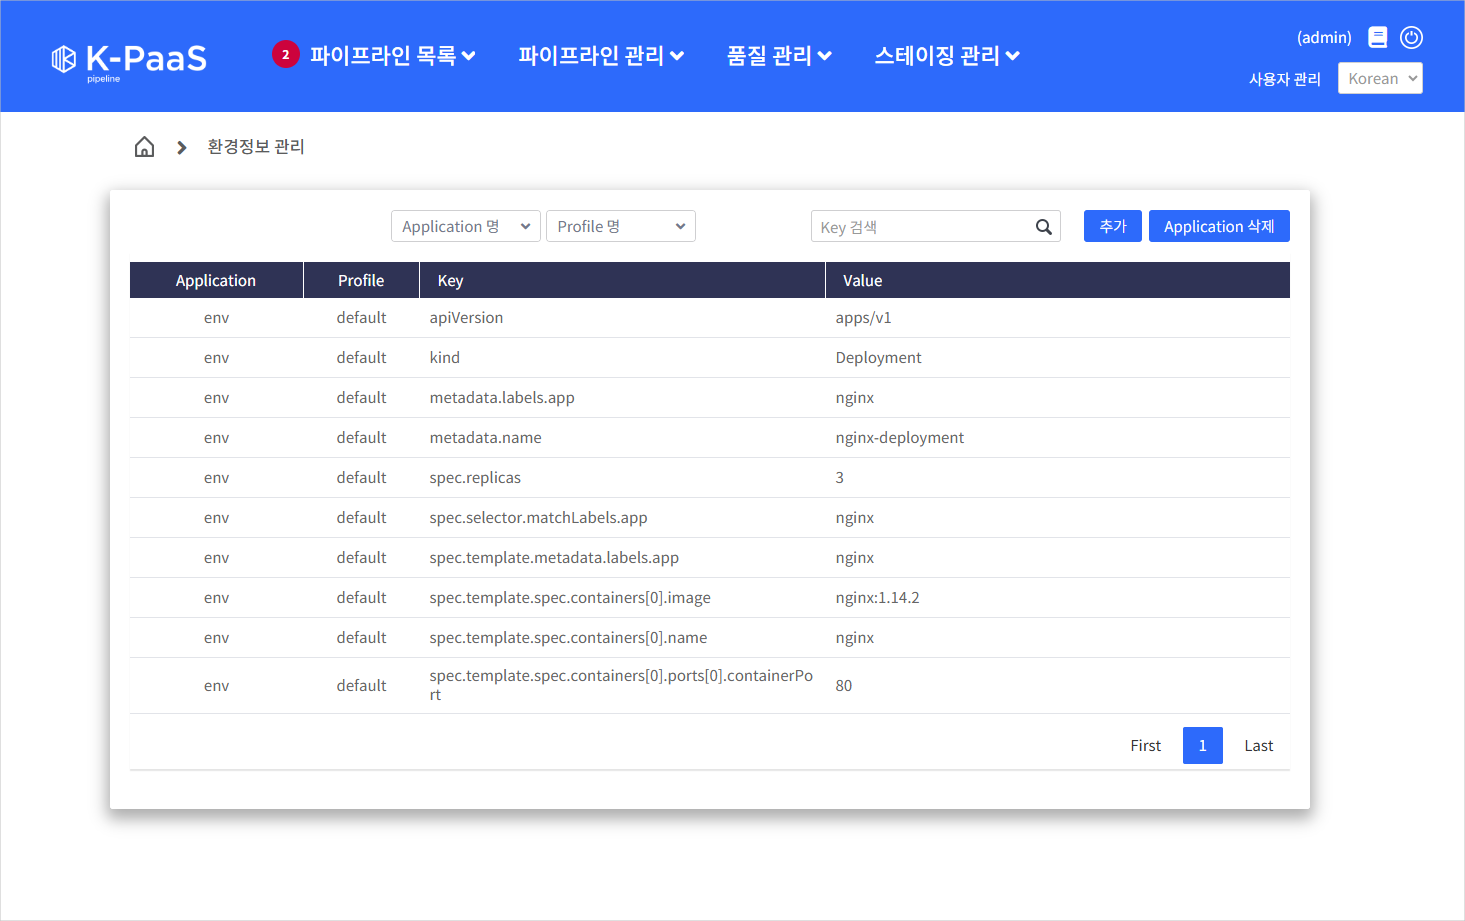 K-PaaS
pipeline
2 파이프라인 목록 파이프라인 관리 품질 관리 스테이징 관리
(admin)
사용자 관리 Korean
환경정보 관리
Application 명 Profile 명 Key 검색 추가 Application 삭제
Application Profile Key Value
env default apiVersion apps/v1
env default kind Deployment
env default metadata.labels.app nginx
env default metadata.name nginx-deployment
env default spec.replicas 3
env default spec.selector.matchLabels.app nginx
env default spec.template.metadata.labels.app nginx
env default spec.template.spec.containers[0].image nginx:1.14.2
env default spec.template.spec.containers[0].name nginx
env default spec.template.spec.containers[0].ports[0].containerPo
rt 80
First 1 Last